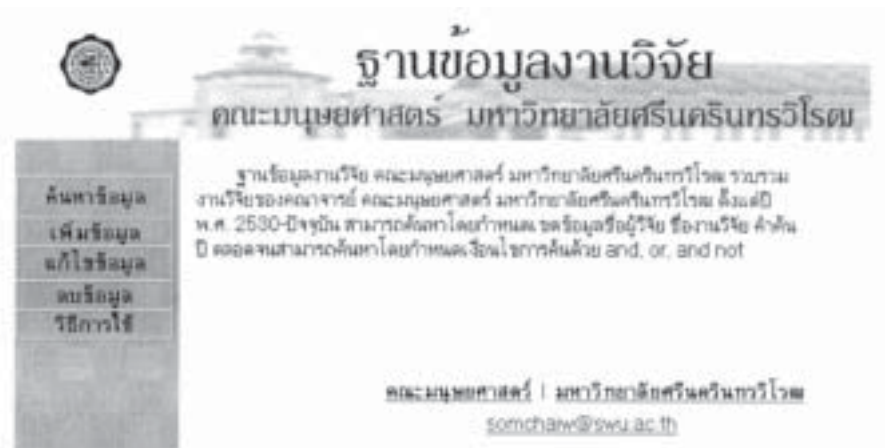 ฐานข้อมูลงานวิจัย
คณะมนุษยศาสตร์ มหาวิทยาลัยศรีนครินทรวิโรฒ
ค้นหาข้อมูล
เพิ่มข้อมูล
แก้ไขข้อมูล
ลบข้อมูล
วิธีการใช้
ฐานข้อมูลงานวิจัย คณะมนุษยศาสตร์ มหาวิทยาลัยศรีนครินทรวิโรฒ รวบรวม
งานวิจัยของคณาจารย์ คณะมนุษยศาสตร์ มหาวิทยาลัยศรีนครินทรวิโรฒ ตั้งแต่ปี
พ.ศ. 2530-ปัจจุบัน สามารถค้นหาโดยกำหนดเขตข้อมูลชื่อผู้วิจัย ชื่องานวิจัย คำค้น
ปี ตลอดจนสามารถค้นหาโดยกำหนดเงื่อนไขการค้นด้วย and, or, and not
คณะมนุษยศาสตร์ | มหาวิทยาลัยศรีนครินทรวิโรฒ
somchaiw@swu.ac.th